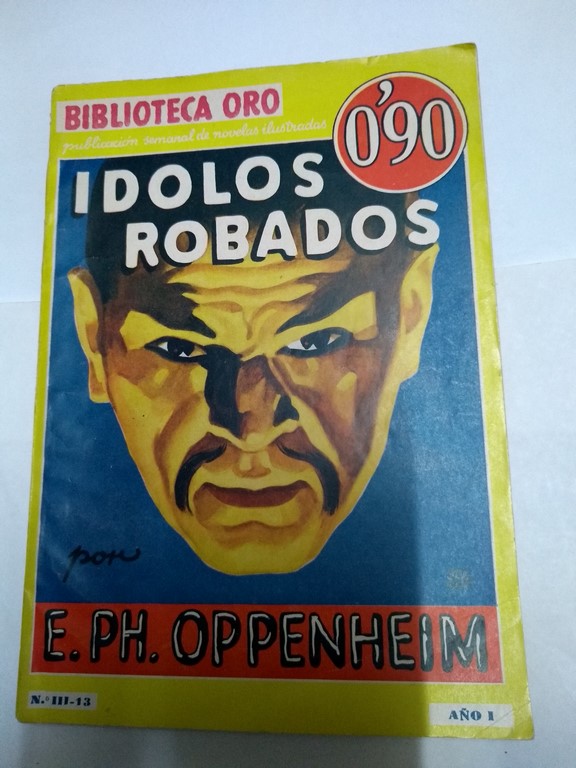 BIBLIOTECA ORO
publicación semanal de novelas ilustradas
0'90
IDOLOS
ROBADOS
por
E. PH. OPPENHEIM
N.º III-13
AÑO I